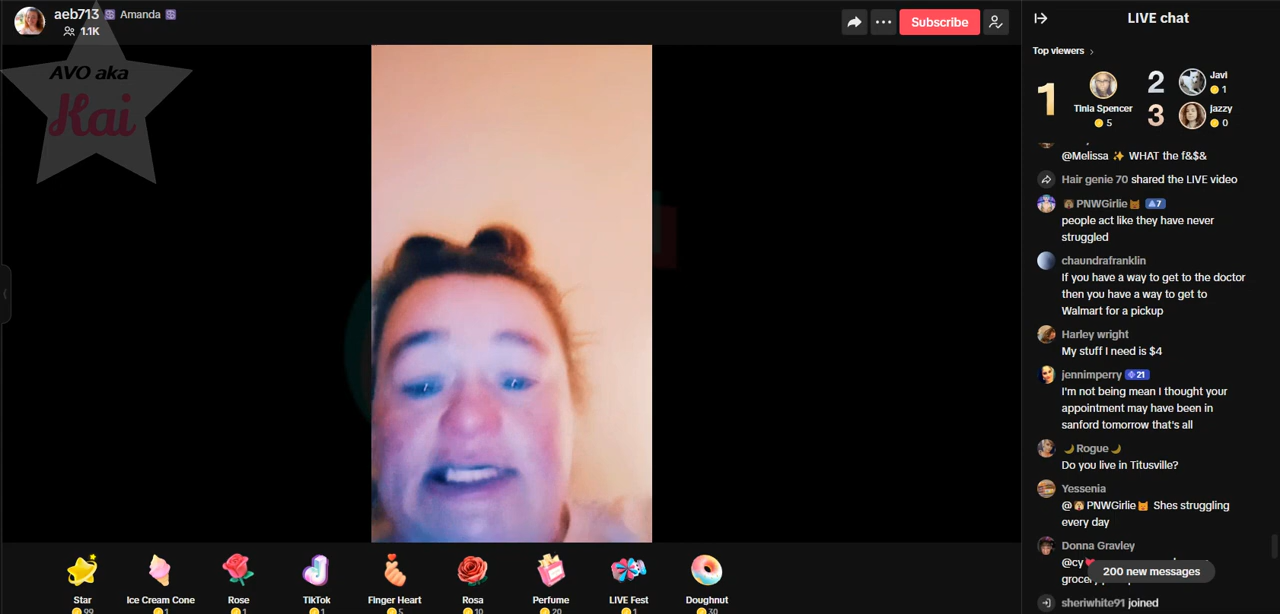 aeb713 Amanda
1.1K
Subscribe
AVO aka
Kai
LIVE chat
Top viewers
1
Tinia Spencer
5
2
Javi
1
3
jazzy
0
@Melissa ✨ WHAT the f&$&
Hair genie 70 shared the LIVE video
PNWGirlie 7
people act like they have never
struggled
chaundrafranklin
If you have a way to get to the doctor
then you have a way to get to
Walmart for a pickup
Harley wright
My stuff I need is $4
jennimperry 21
I'm not being mean I thought your
appointment may have been in
sanford tomorrow that's all
🌙Rogue🌙
Do you live in Titusville?
Yessenia
@PNWGirlie Shes struggling
every day
Donna Gravley
@cy
200 new messages
sheriwhite91 joined
Star
99
Ice Cream Cone
1
Rose
1
TikTok
1
Finger Heart
5
Rosa
10
Perfume
20
LIVE Fest
1
Doughnut
30